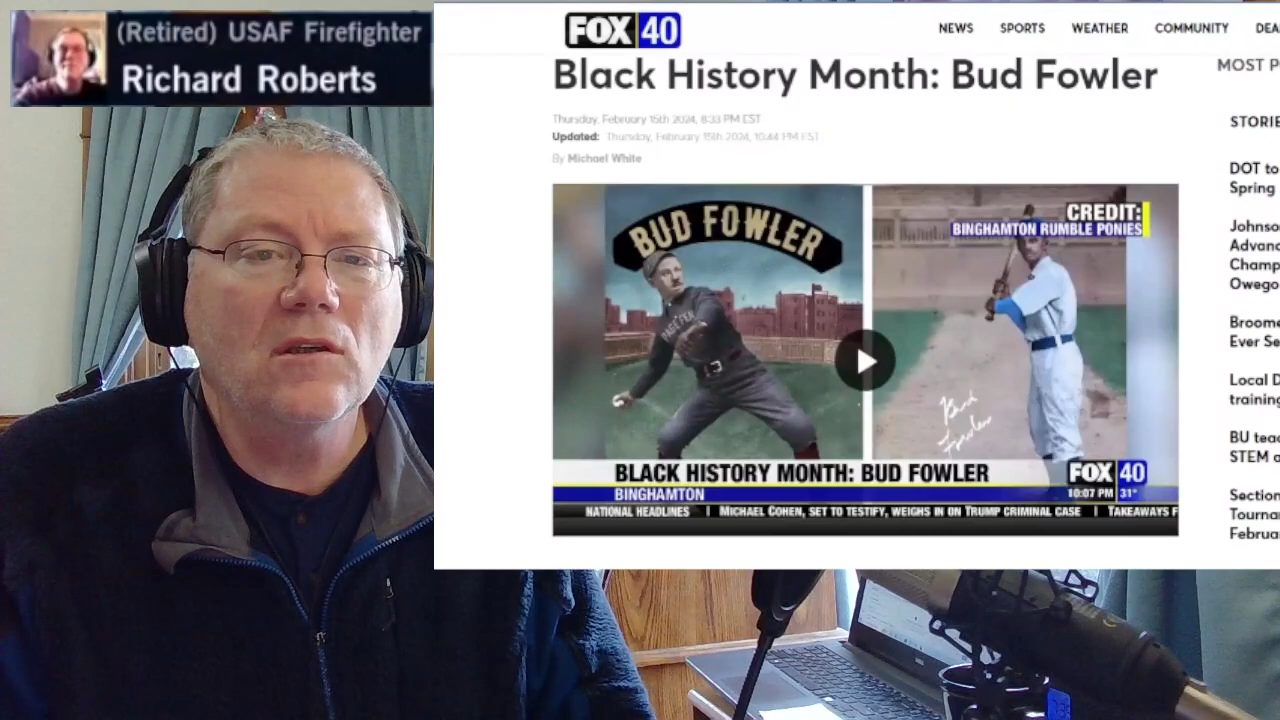 (Retired) USAF Firefighter
Richard Roberts
FOX 40
NEWS SPORTS WEATHER COMMUNITY DEA
Black History Month: Bud Fowler
MOST P
Thursday, February 15th 2024, 8:33 PM EST
Updated: Thursday, February 15th 2024, 10:44 PM EST
By Michael White
STORIE
DOT to
Spring
Johnso
Advanc
Champ
Owego
Broome
Ever Se
Local D
training
BU tea
STEM a
Section
Tourna
Februa
BUD FOWLER
CREDIT:
BINGHAMTON RUMBLE PONIES
BLACK HISTORY MONTH: BUD FOWLER
BINGHAMTON
FOX 40
10:07 PM 31°
NATIONAL HEADLINES | MICHAEL COHEN, SET TO TESTIFY, WEIGHS IN ON TRUMP CRIMINAL CASE | TAKEAWAYS F